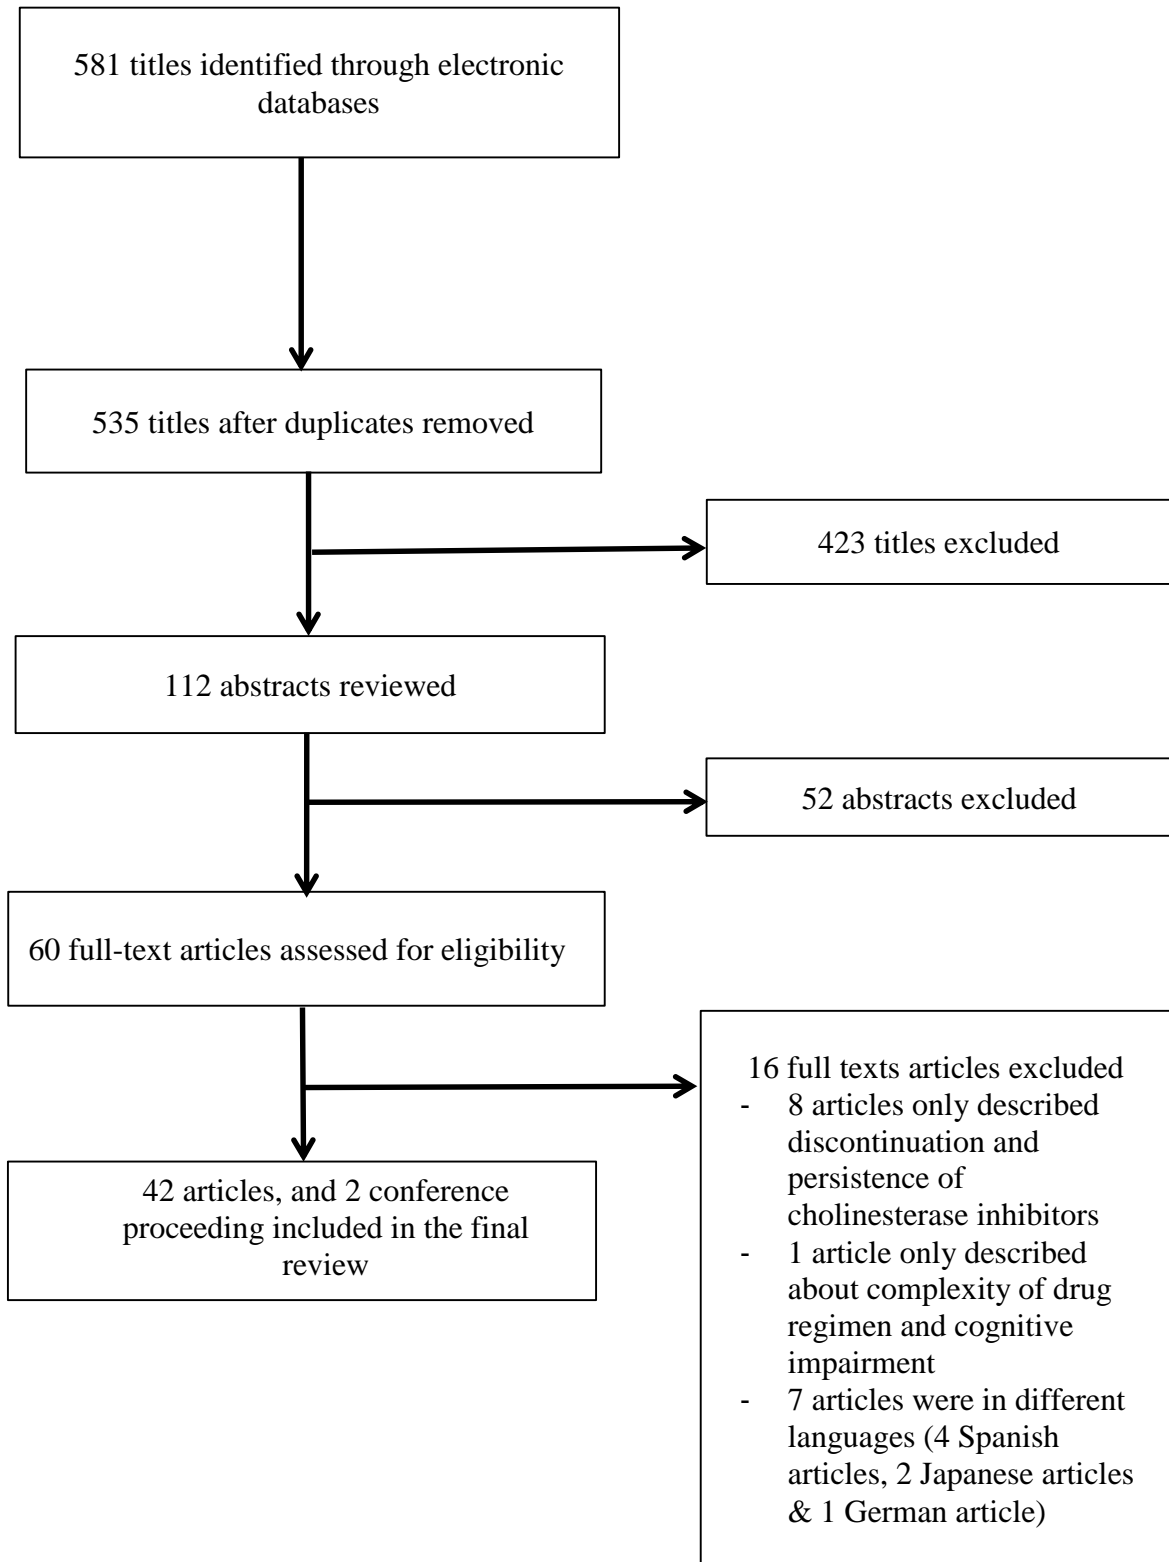 581 titles identified through electronic
databases
535 titles after duplicates removed
423 titles excluded
112 abstracts reviewed
52 abstracts excluded
60 full-text articles assessed for eligibility
16 full texts articles excluded
- 8 articles only described
discontinuation and
persistence of
cholinesterase inhibitors
- 1 article only described
about complexity of drug
regimen and cognitive
impairment
- 7 articles were in different
languages (4 Spanish
articles, 2 Japanese articles
& 1 German article)
42 articles, and 2 conference
proceeding included in the final
review